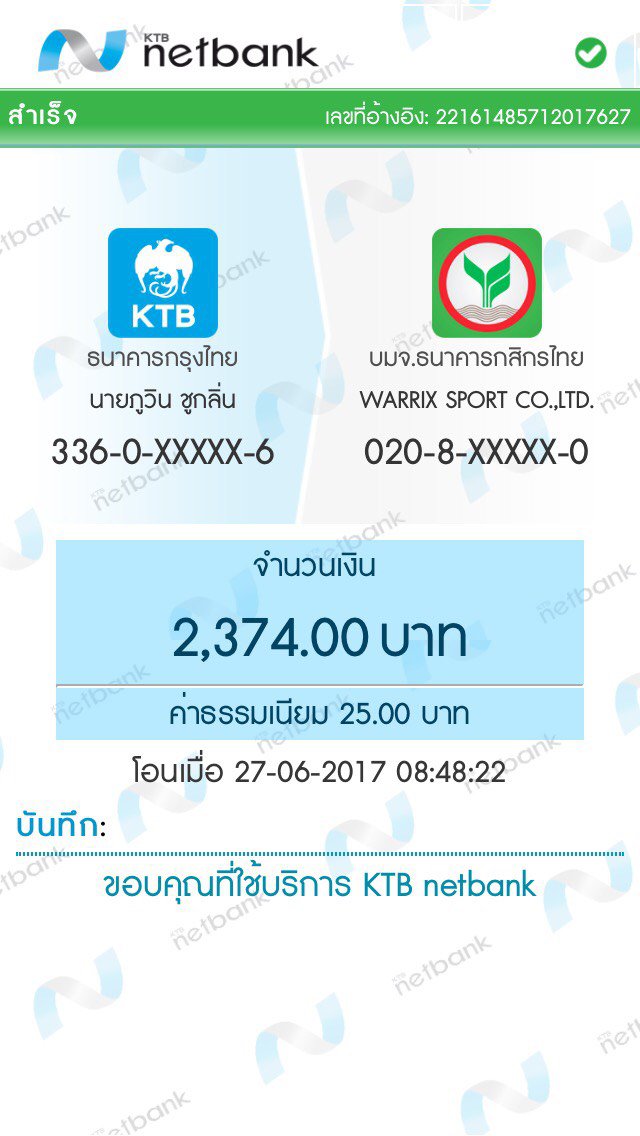 KTB
netbank
สำเร็จ
เลขที่อ้างอิง: 22161485712017627
KTB
ธนาคารกรุงไทย
นายภูวิน ชูกลิ่น
336-0-XXXXX-6
บมจ.ธนาคารกสิกรไทย
WARRIX SPORT CO.,LTD.
020-8-XXXXX-0
จำนวนเงิน
2,374.00 บาท
ค่าธรรมเนียม 25.00 บาท
โอนเมื่อ 27-06-2017 08:48:22
บันทึก:
ขอบคุณที่ใช้บริการ KTB netbank